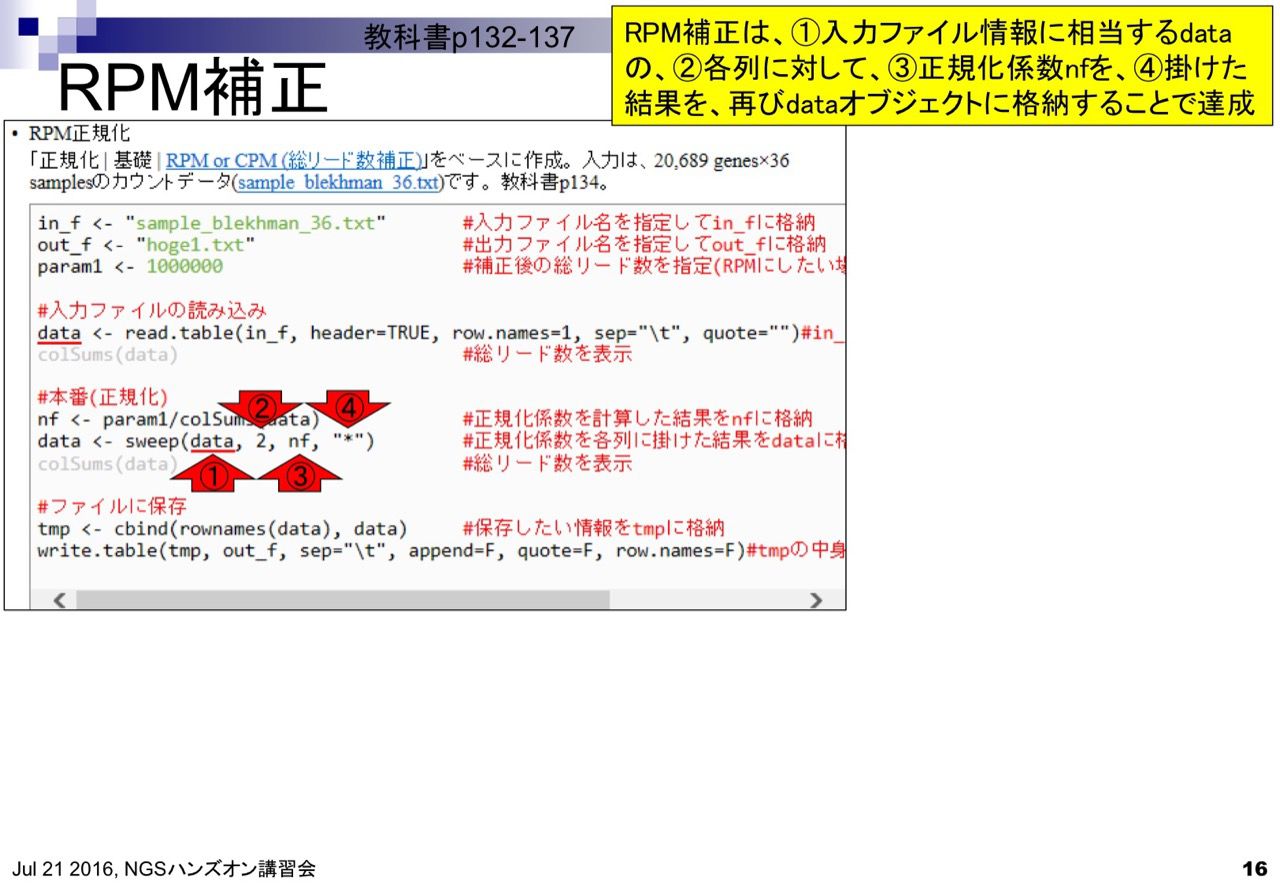 教科書p132-137
RPM補正は、①入力ファイル情報に相当するdata
の、②各列に対して、③正規化係数nfを、④掛けた
結果を、再びdataオブジェクトに格納することで達成
RPM補正
• RPM正規化
「正規化 | 基礎 | RPM or CPM (総リード数補正)」をベースに作成。入力は、20,689 genes×36
samplesのカウントデータ(sample_blekhman_36.txt)です。教科書p134。
in_f <- "sample_blekhman_36.txt" #入力ファイル名を指定してin_fに格納
out_f <- "hoge1.txt" #出力ファイル名を指定してout_fに格納
param1 <- 1000000 #補正後の総リード数を指定(RPMにしたい場
#入力ファイルの読み込み
data <- read.table(in_f, header=TRUE, row.names=1, sep="\t", quote="")#in_
colSums(data) #総リード数を表示
#本番(正規化)
nf <- param1/colSums(data) #正規化係数を計算した結果をnfに格納
② ④
data <- sweep(data, 2, nf, "*") #正規化係数を各列に掛けた結果をdataに格
colSums(data) #総リード数を表示
① ③
#ファイルに保存
tmp <- cbind(rownames(data), data) #保存したい情報をtmpに格納
write.table(tmp, out_f, sep="\t", append=F, quote=F, row.names=F)#tmpの中身
Jul 21 2016, NGSハンズオン講習会
16